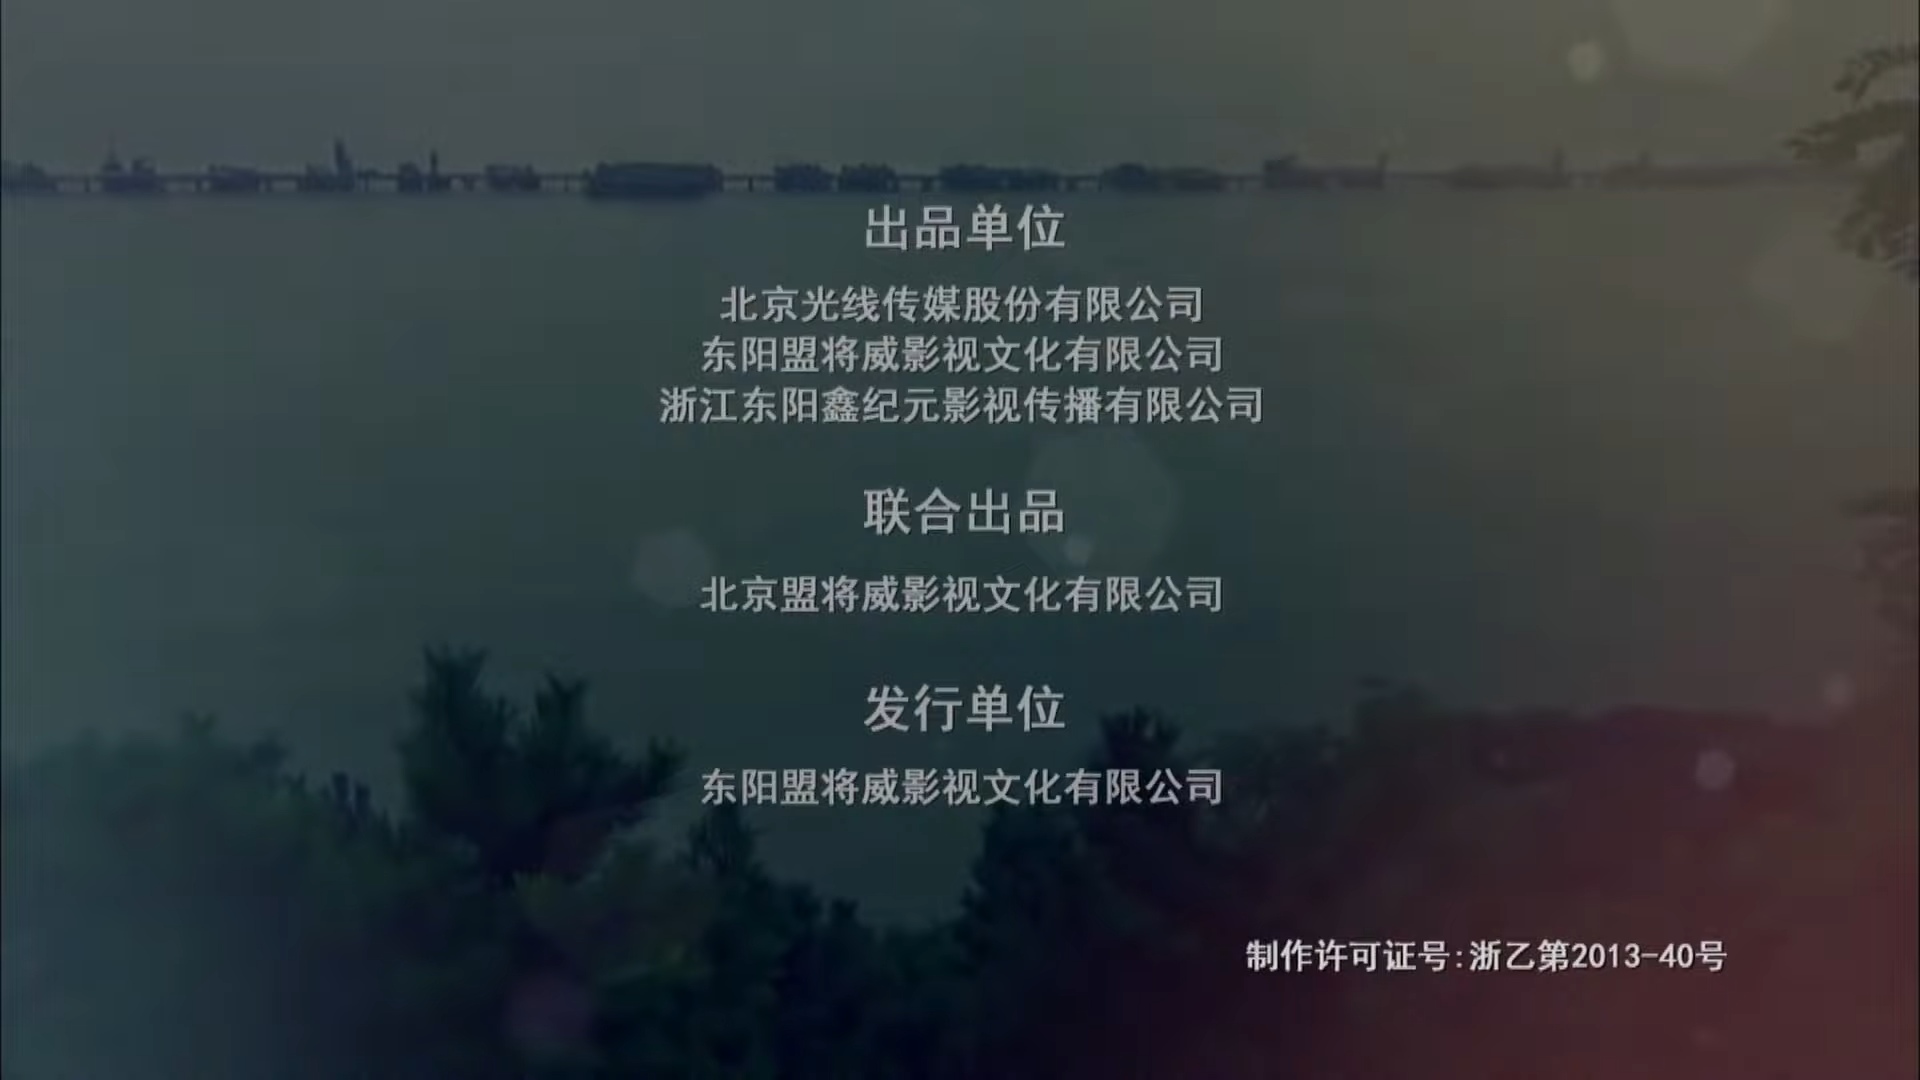 出品单位
北京光线传媒股份有限公司
东阳盟将威影视文化有限公司
浙江东阳鑫纪元影视传播有限公司
联合出品
北京盟将威影视文化有限公司
发行单位
东阳盟将威影视文化有限公司
制作许可证号:浙乙第2013-40号